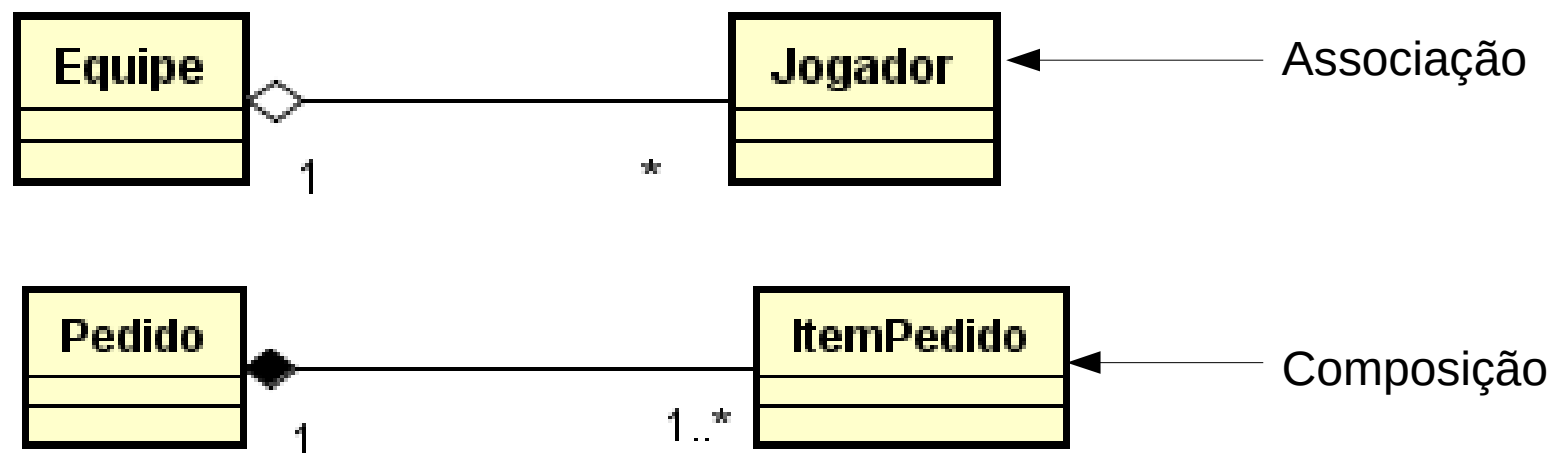 Equipe
Jogador
Associação
1
*
Pedido
ItemPedido
Composição
1
1..*